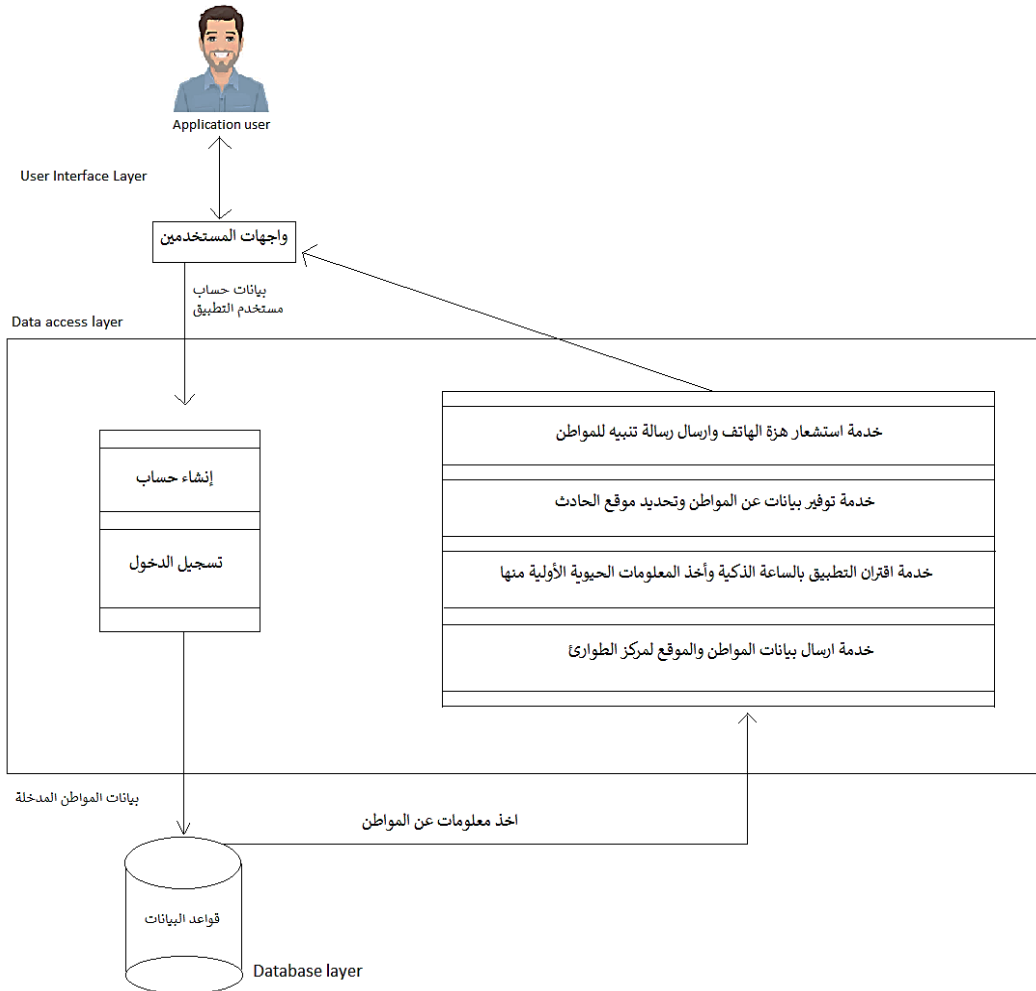 Application user
User Interface Layer
واجهات المستخدمين
بيانات حساب
مستخدم التطبيق
Data access layer
إنشاء حساب
تسجيل الدخول
خدمة استشعار هزة الهاتف وارسال رسالة تنبيه للمواطن
خدمة توفير بيانات عن المواطن وتحديد موقع الحادث
خدمة اقتران التطبيق بالساعة الذكية وأخذ المعلومات الحيوية الأولية منها
خدمة ارسال بيانات المواطن والموقع لمركز الطوارئ
بيانات المواطن المدخلة
اخذ معلومات عن المواطن
قواعد البيانات
Database layer